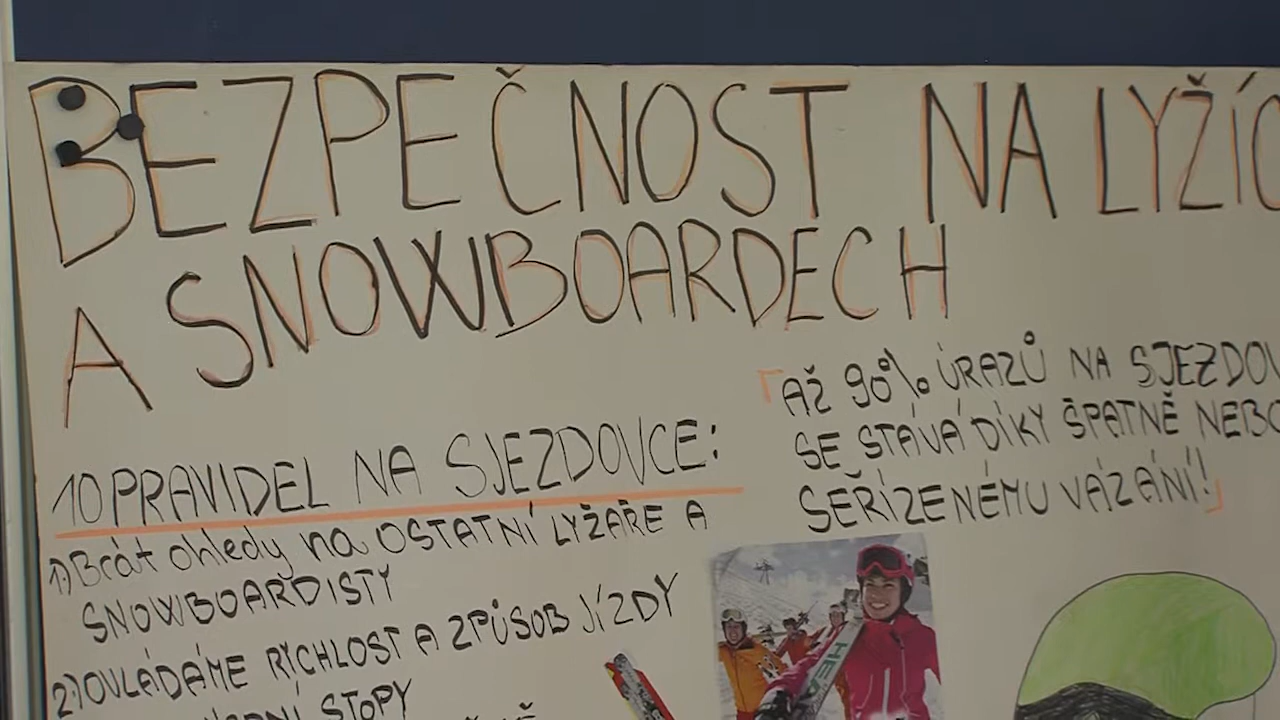 BEZPEČNOST NA LYŽÍC
A SNOWBOARDECH
10 PRAVIDEL NA SJEZDOVCE:
1) Brát ohledy na OSTATNÍ LYŽAŘE A
SNOWBOARDISTY
2) OVLÁDÁME RYCHLOST A ZPŮSOB JÍZDY
STOPY
AŽ 90% ÚRAZŮ NA SJEZDOV
SE STÁVÁ DÍKY ŠPATNĚ NEBO
SEŘÍZENÉMU VÁZÁNÍ!
HEAD